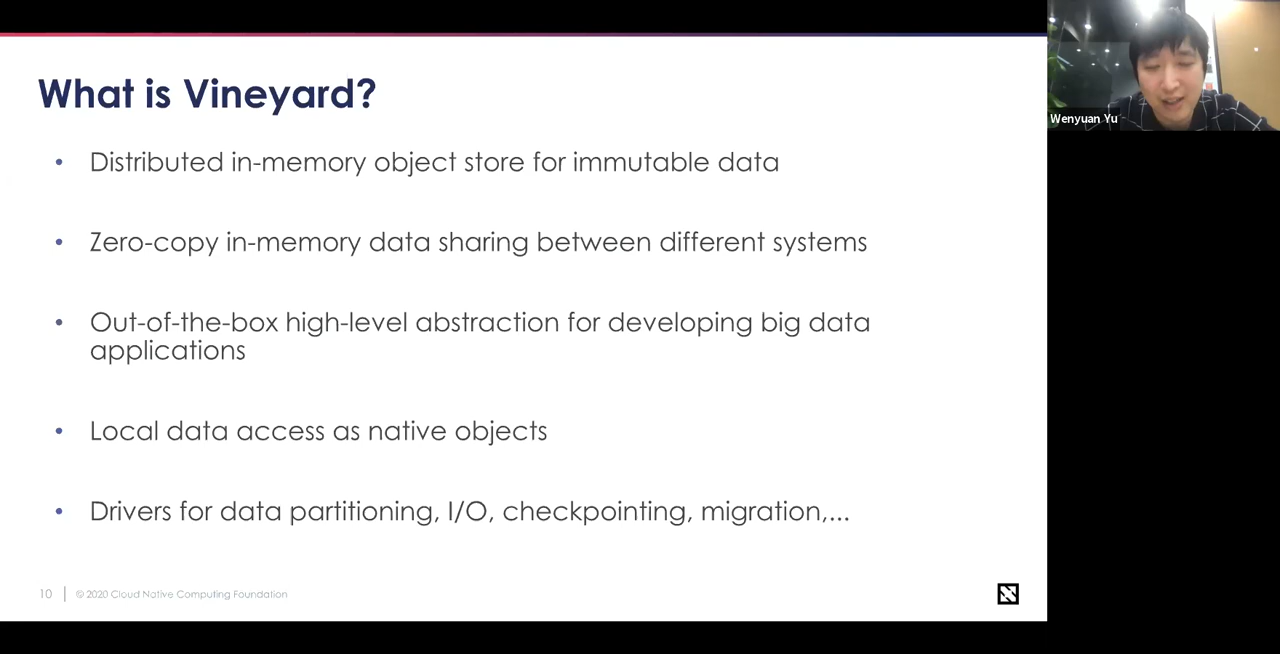 What is Vineyard?
• Distributed in-memory object store for immutable data
• Zero-copy in-memory data sharing between different systems
• Out-of-the-box high-level abstraction for developing big data
applications
• Local data access as native objects
• Drivers for data partitioning, I/O, checkpointing, migration,...
10 | © 2020 Cloud Native Computing Foundation
Wenyuan Yu